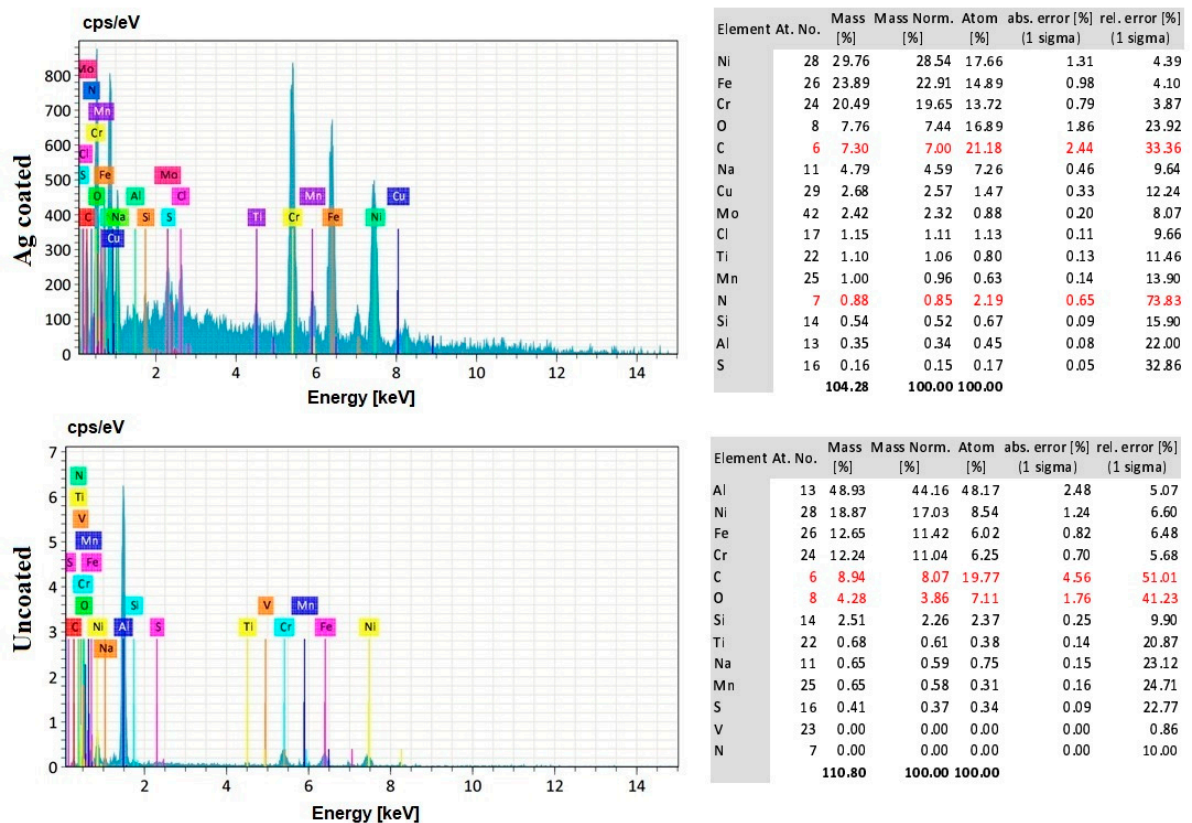 cps/eV
800
700
600
500
400
300
200
100
0
Mo
N
Mn
Cr
Cl
S Fe Mo
O Al Mn Cu
C Na Si S Cl Ti Cr Fe Ni
Cu
2 4 6 8 10 12 14
Energy [keV]
Ag coated
Element At. No. Mass [%] Mass Norm. [%] Atom [%] abs. error [%] (1 sigma) rel. error [%] (1 sigma)
Ni 28 29.76 28.54 17.66 1.31 4.39
Fe 26 23.89 22.91 14.89 0.98 4.10
Cr 24 20.49 19.65 13.72 0.79 3.87
O 8 7.76 7.44 16.89 1.86 23.92
C 6 7.30 7.00 21.18 2.44 33.36
Na 11 4.79 4.59 7.26 0.46 9.64
Cu 29 2.68 2.57 1.47 0.33 12.24
Mo 42 2.42 2.32 0.88 0.20 8.07
Cl 17 1.15 1.11 1.13 0.11 9.66
Ti 22 1.10 1.06 0.80 0.13 11.46
Mn 25 1.00 0.96 0.63 0.14 13.90
N 7 0.88 0.85 2.19 0.65 73.83
Si 14 0.54 0.52 0.67 0.09 15.90
Al 13 0.35 0.34 0.45 0.08 22.00
S 16 0.16 0.15 0.17 0.05 32.86
104.28 100.00 100.00
cps/eV
7
6
5
4
3
2
1
0
N
Ti
V
Mn
S Fe
Cr
O Si V Mn
C Ni Al S Ti Cr Fe Ni
Na
2 4 6 8 10 12 14
Energy [keV]
Uncoated
Element At. No. Mass [%] Mass Norm. [%] Atom [%] abs. error [%] (1 sigma) rel. error [%] (1 sigma)
Al 13 48.93 44.16 48.17 2.48 5.07
Ni 28 18.87 17.03 8.54 1.24 6.60
Fe 26 12.65 11.42 6.02 0.82 6.48
Cr 24 12.24 11.04 6.25 0.70 5.68
C 6 8.94 8.07 19.77 4.56 51.01
O 8 4.28 3.86 7.11 1.76 41.23
Si 14 2.51 2.26 2.37 0.25 9.90
Ti 22 0.68 0.61 0.38 0.14 20.87
Na 11 0.65 0.59 0.75 0.15 23.12
Mn 25 0.65 0.58 0.31 0.16 24.71
S 16 0.41 0.37 0.34 0.09 22.77
V 23 0.00 0.00 0.00 0.00 0.86
N 7 0.00 0.00 0.00 0.00 10.00
110.80 100.00 100.00